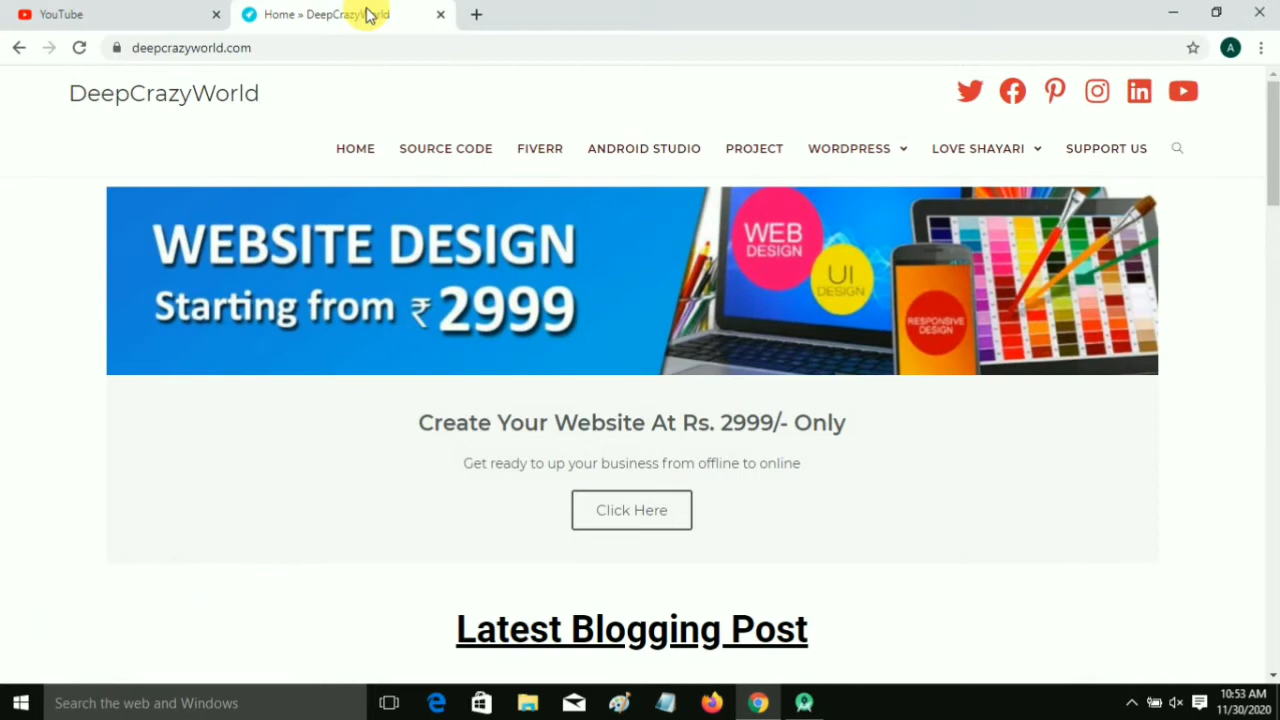 YouTube
Home » DeepCrazyWorld
deepcrazyworld.com
A
DeepCrazyWorld
HOME SOURCE CODE FIVERR ANDROID STUDIO PROJECT WORDPRESS LOVE SHAYARI SUPPORT US
WEBSITE DESIGN
Starting from ₹ 2999
WEB
DESIGN
UI
DESIGN
RESPONSIVE
DESIGN
Create Your Website At Rs. 2999/- Only
Get ready to up your business from offline to online
Click Here
Latest Blogging Post
Search the web and Windows
10:53 AM
11/30/2020